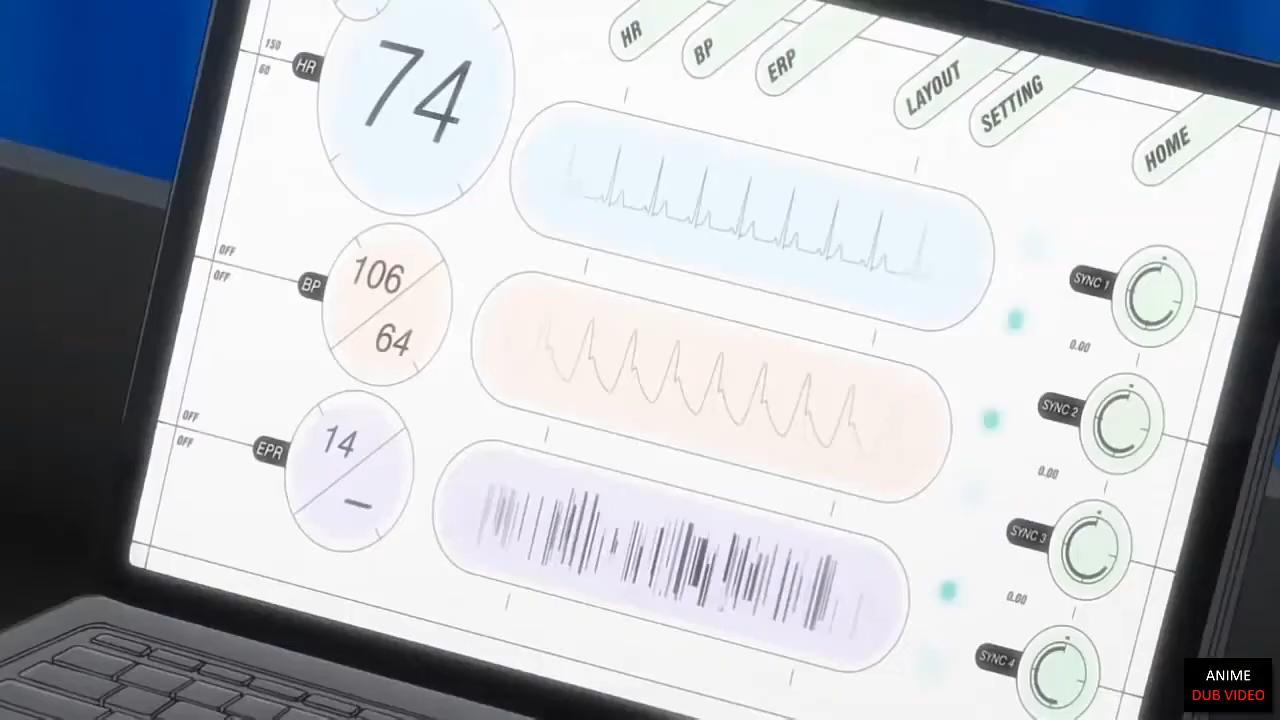 HR
BP
ERP
LAYOUT
SETTING
HOME
150
60
HR
74
OFF
OFF
BP
106
64
OFF
OFF
EPR
14
–
SYNC 1
0.00
SYNC 2
0.00
SYNC 3
0.00
SYNC 4
ANIME
DUB VIDEO